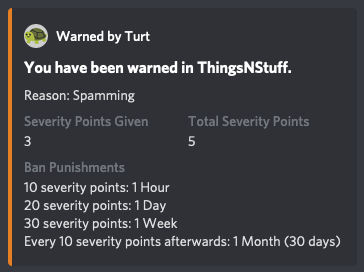 Warned by Turt
You have been warned in ThingsNStuff.
Reason: Spamming
Severity Points Given Total Severity Points
3 5
Ban Punishments
10 severity points: 1 Hour
20 severity points: 1 Day
30 severity points: 1 Week
Every 10 severity points afterwards: 1 Month (30 days)